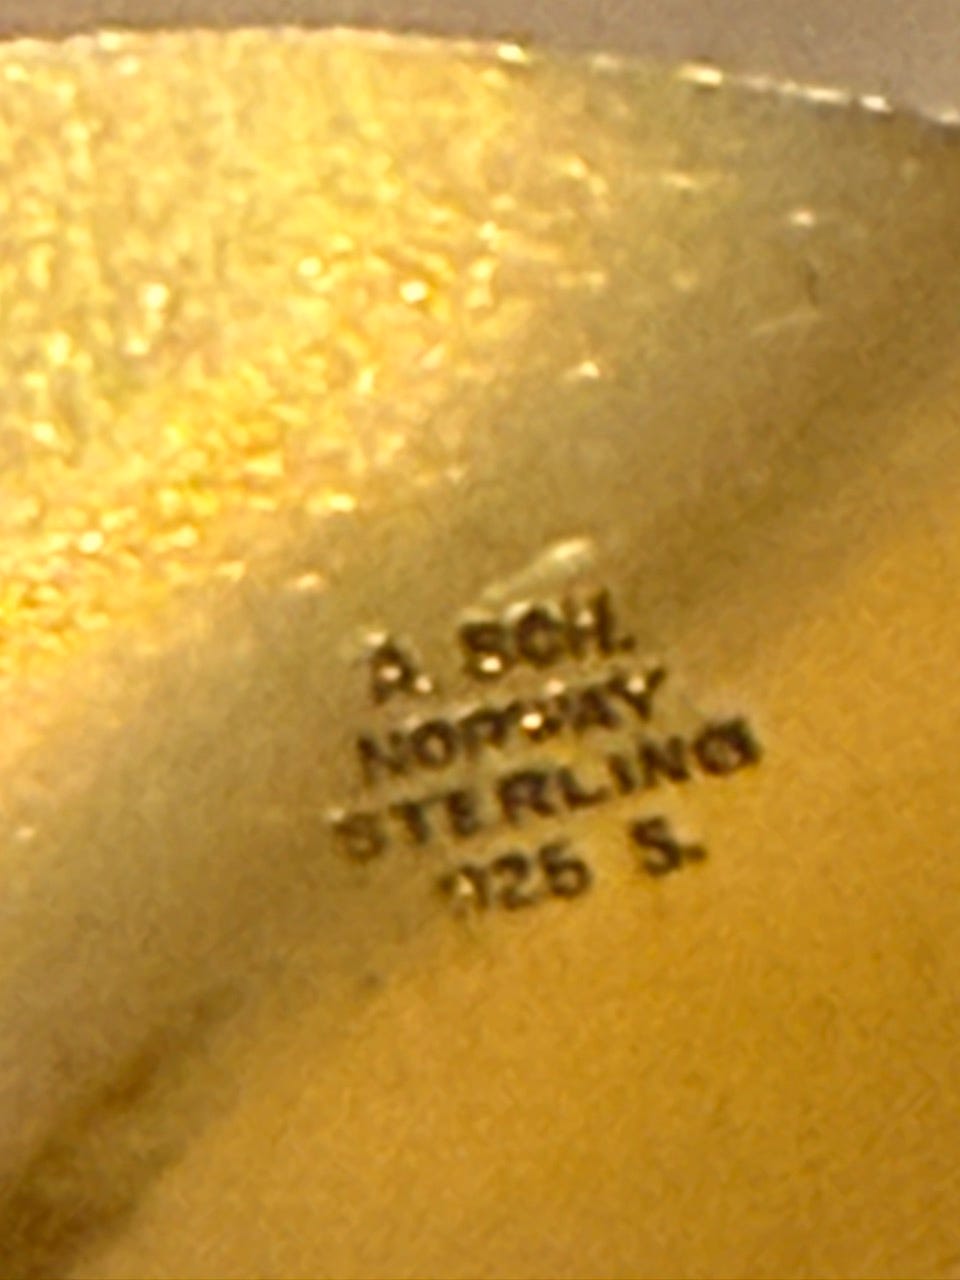 A. SCH.
NORWAY
STERLING
925 S.